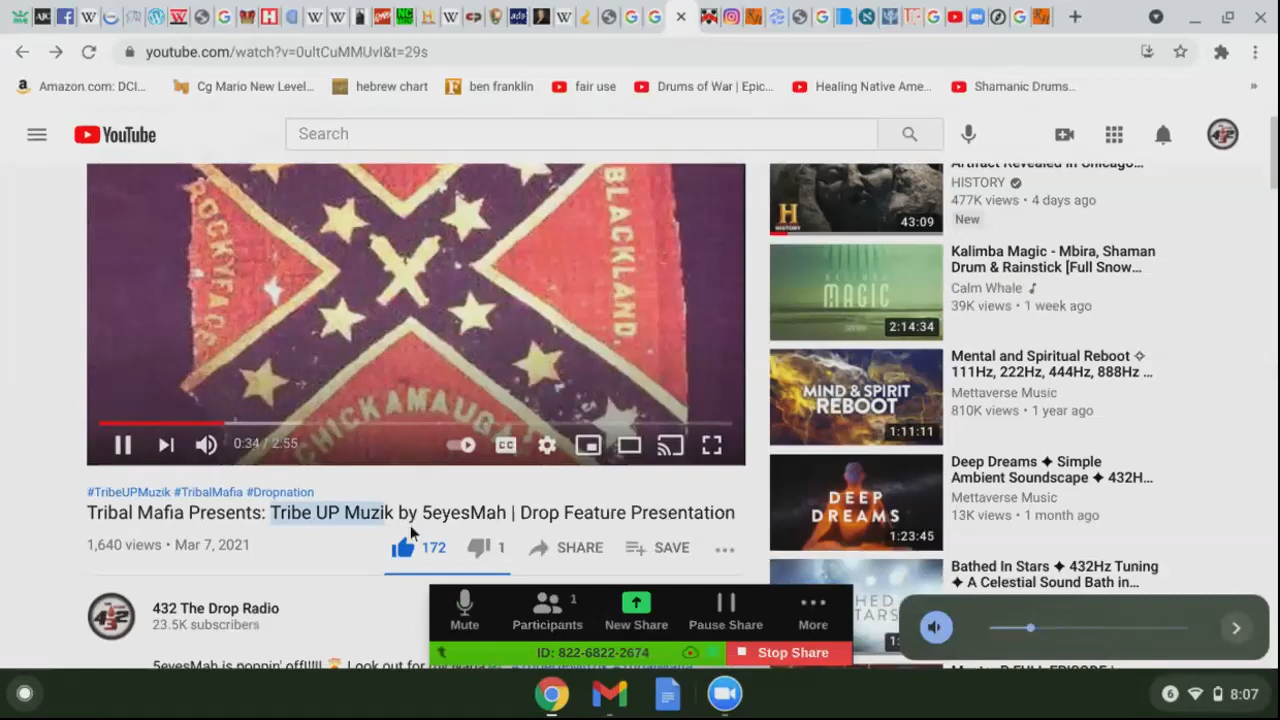 youtube.com/watch?v=0ultCuMMUvI&t=29s
Amazon.com: DCI...
Cg Mario New Level...
hebrew chart
ben franklin
fair use
Drums of War | Epic...
Healing Native Ame...
Shamanic Drums...
»
YouTube
Search
432
ROCKYFACE
BLACKLAND.
CHICKAMAUGA
0:34 / 2:55
CC
#TribeUPMuzik #TribalMafia #Dropnation
Tribal Mafia Presents: Tribe UP Muzik by 5eyesMah | Drop Feature Presentation
1,640 views • Mar 7, 2021
172
1
SHARE
SAVE
432 The Drop Radio
23.5K subscribers
Artifact Revealed in Chicago...
HISTORY
477K views • 4 days ago
New
H
HISTORY
43:09
Kalimba Magic - Mbira, Shaman
Drum & Rainstick [Full Snow...
Calm Whale
39K views • 1 week ago
MAGIC
2:14:34
Mental and Spiritual Reboot ✧
111Hz, 222Hz, 444Hz, 888Hz ...
Mettaverse Music
810K views • 1 year ago
MIND & SPIRIT
REBOOT
1:11:11
Deep Dreams ✦ Simple
Ambient Soundscape ✦ 432H...
Mettaverse Music
13K views • 1 month ago
DEEP
DREAMS
1:23:45
Bathed In Stars ✦ 432Hz Tuning
✦ A Celestial Sound Bath in...
Mute
Participants
1
New Share
Pause Share
More
ID: 822-6822-2674
Stop Share
6
8:07